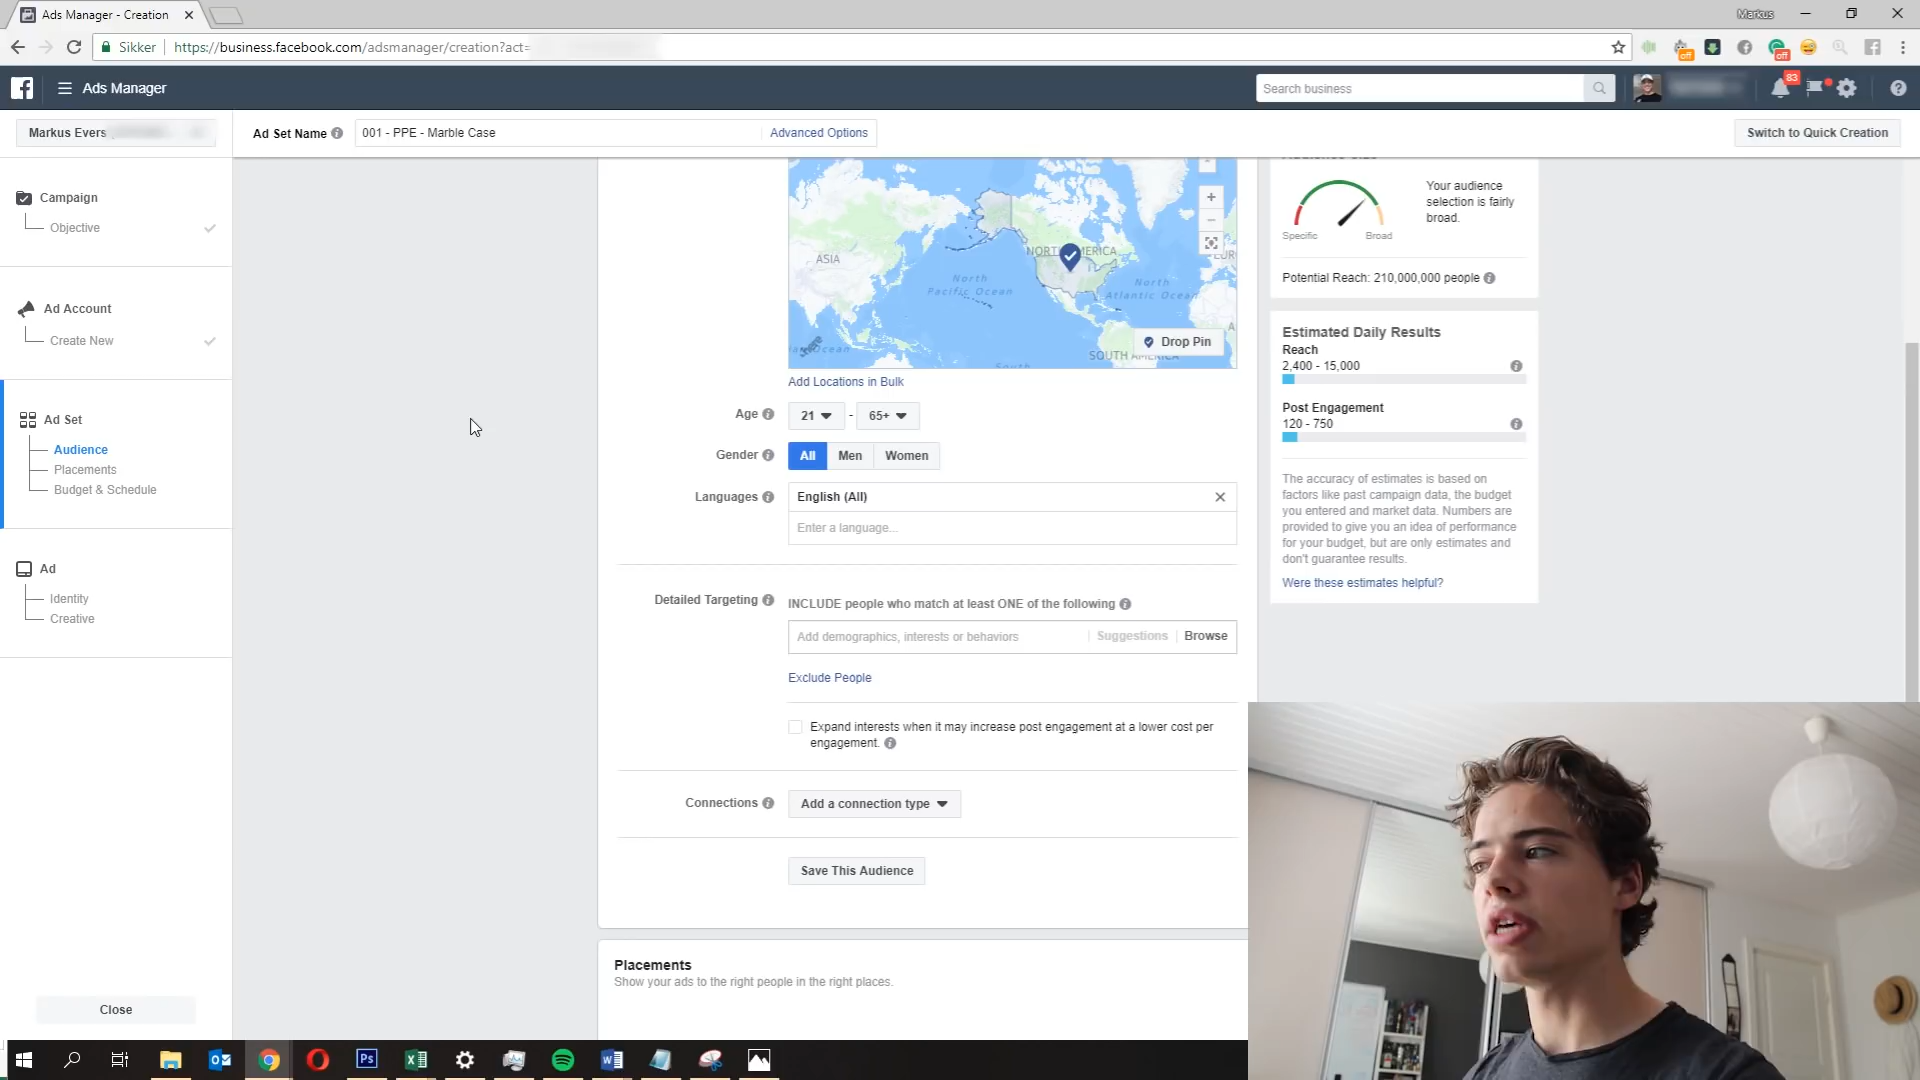 Ads Manager - Creation
Markus
Sikker
https://business.facebook.com/adsmanager/creation?act=
off
off
Ads Manager
Search business
83
Markus Evers
Ad Set Name
001 - PPE - Marble Case
Advanced Options
Switch to Quick Creation
Campaign
Objective
Ad Account
Create New
Ad Set
Audience
Placements
Budget & Schedule
Ad
Identity
Creative
Close
ASIA
NORTH AMERICA
North
Pacific Ocean
North
Atlantic Ocean
SOUTH AMERICA
South
here
Drop Pin
Add Locations in Bulk
Age
21
-
65+
Gender
All
Men
Women
Languages
English (All)
Enter a language...
Detailed Targeting
INCLUDE people who match at least ONE of the following
Add demographics, interests or behaviors
Suggestions
Browse
Exclude People
Expand interests when it may increase post engagement at a lower cost per
engagement.
Connections
Add a connection type
Save This Audience
Placements
Show your ads to the right people in the right places.
Specific
Broad
Your audience
selection is fairly
broad.
Potential Reach: 210,000,000 people
Estimated Daily Results
Reach
2,400 - 15,000
Post Engagement
120 - 750
The accuracy of estimates is based on
factors like past campaign data, the budget
you entered and market data. Numbers are
provided to give you an idea of performance
for your budget, but are only estimates and
don't guarantee results.
Were these estimates helpful?
Ps